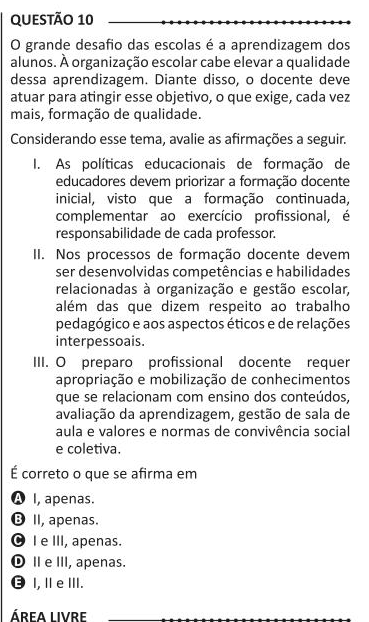 QUESTÃO 10
O grande desafio das escolas é a aprendizagem dos
alunos. À organização escolar cabe elevar a qualidade
dessa aprendizagem. Diante disso, o docente deve
atuar para atingir esse objetivo, o que exige, cada vez
mais, formação de qualidade.
Considerando esse tema, avalie as afirmações a seguir.
I. As políticas educacionais de formação de
educadores devem priorizar a formação docente
inicial, visto que a formação continuada,
complementar ao exercício profissional, é
responsabilidade de cada professor.
II. Nos processos de formação docente devem
ser desenvolvidas competências e habilidades
relacionadas à organização e gestão escolar,
além das que dizem respeito ao trabalho
pedagógico e aos aspectos éticos e de relações
interpessoais.
III. O preparo profissional docente requer
apropriação e mobilização de conhecimentos
que se relacionam com ensino dos conteúdos,
avaliação da aprendizagem, gestão de sala de
aula e valores e normas de convivência social
e coletiva.
É correto o que se afirma em
A I, apenas.
B II, apenas.
C I e III, apenas.
D II e III, apenas.
E I, II e III.
ÁREA LIVRE